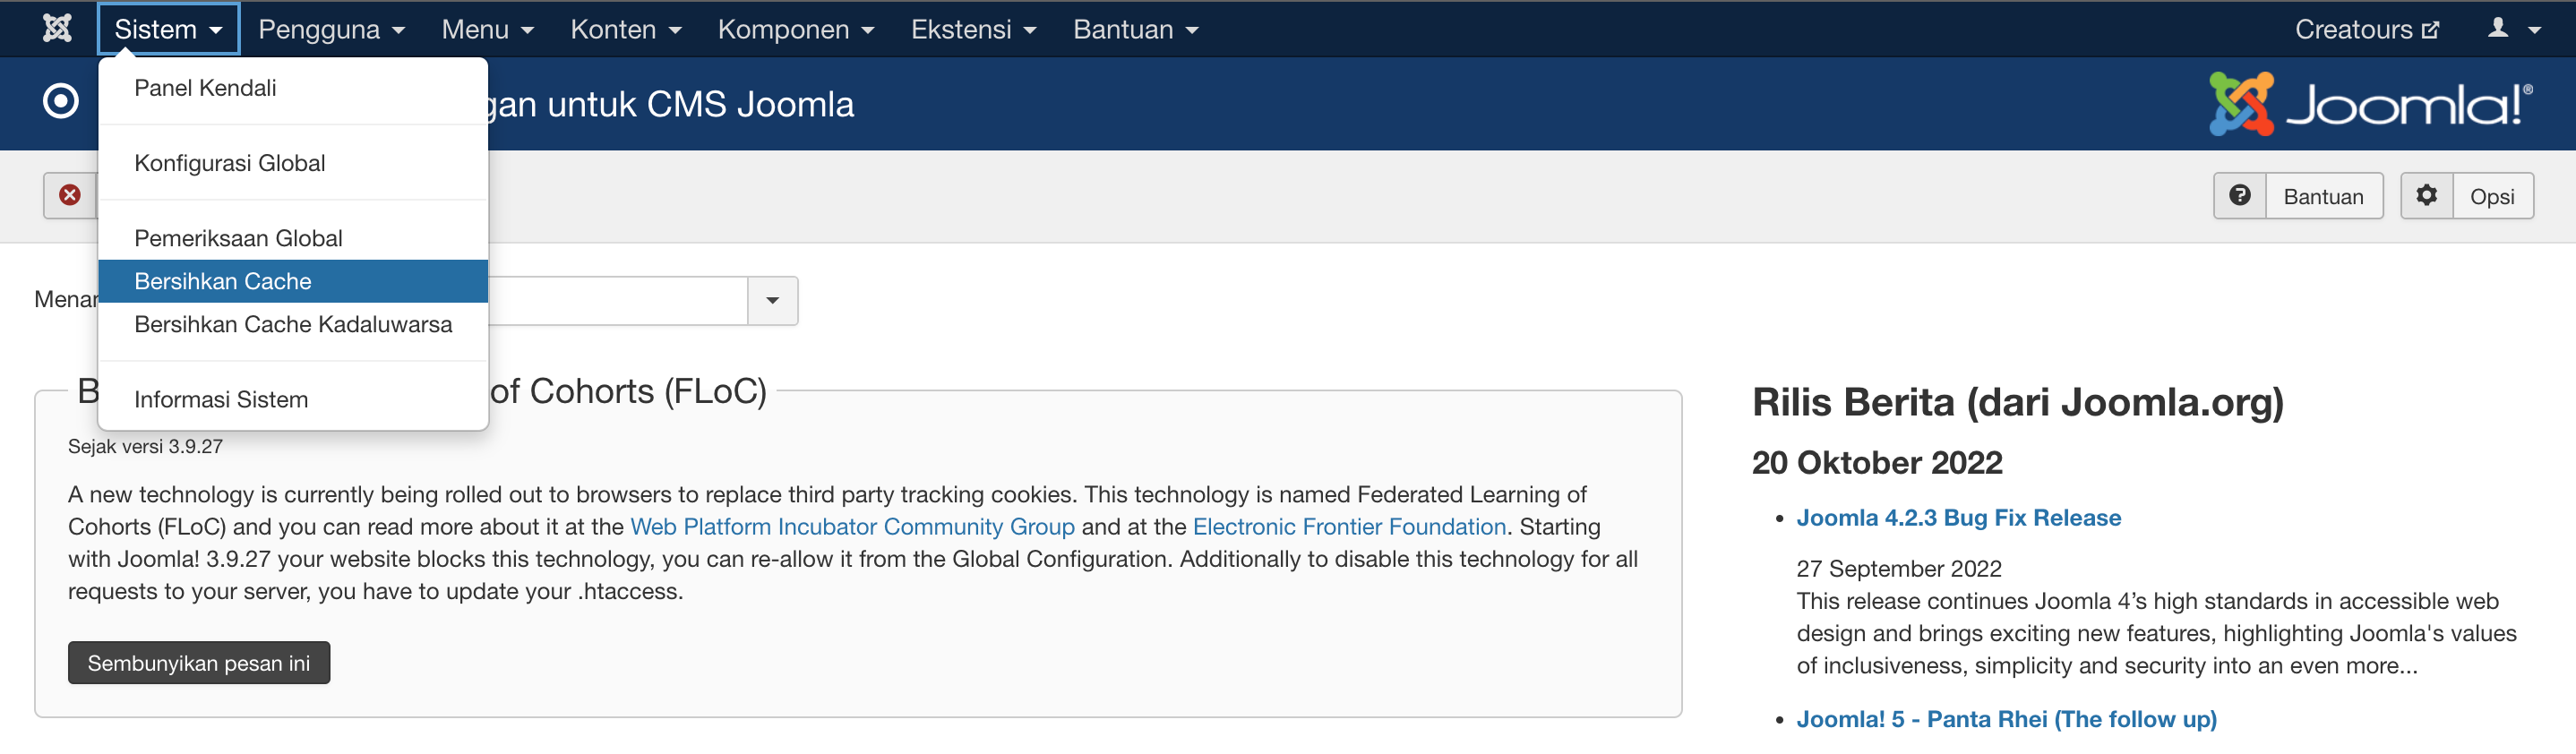 Sistem Pengguna Menu Konten Komponen Ekstensi Bantuan Creatours
Panel Kendali
Konfigurasi Global
Pemeriksaan Global
Bersihkan Cache
Bersihkan Cache Kadaluwarsa
Informasi Sistem
untuk CMS Joomla
Joomla!®
Bantuan
Opsi
of Cohorts (FLoC)
Sejak versi 3.9.27
A new technology is currently being rolled out to browsers to replace third party tracking cookies. This technology is named Federated Learning of
Cohorts (FLoC) and you can read more about it at the Web Platform Incubator Community Group and at the Electronic Frontier Foundation. Starting
with Joomla! 3.9.27 your website blocks this technology, you can re-allow it from the Global Configuration. Additionally to disable this technology for all
requests to your server, you have to update your .htaccess.
Sembunyikan pesan ini
Rilis Berita (dari Joomla.org)
20 Oktober 2022
Joomla 4.2.3 Bug Fix Release
27 September 2022
This release continues Joomla 4’s high standards in accessible web
design and brings exciting new features, highlighting Joomla's values
of inclusiveness, simplicity and security into an even more...
Joomla! 5 - Panta Rhei (The follow up)